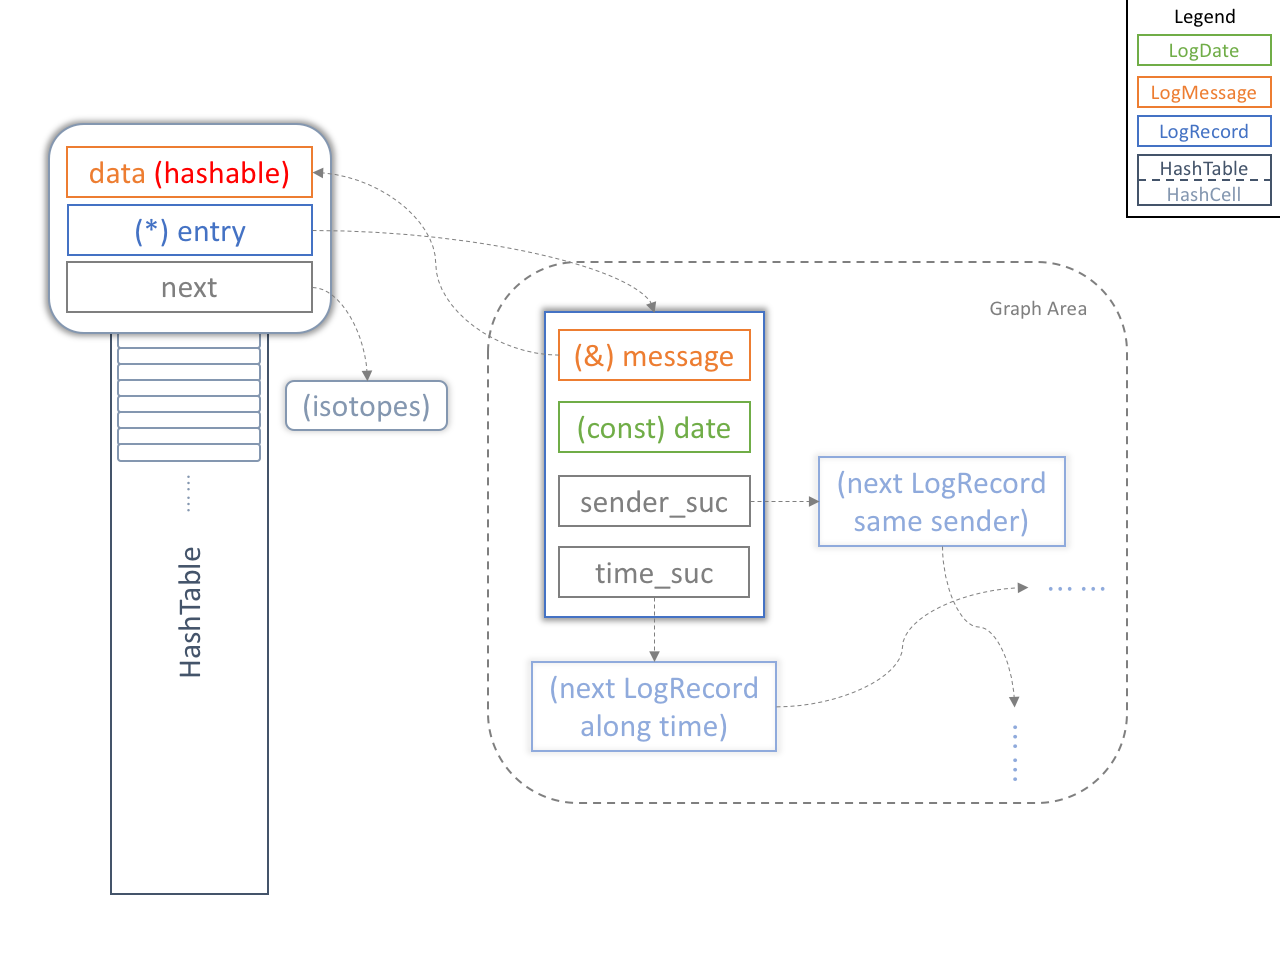 Legend
LogDate
LogMessage
LogRecord
HashTable
HashCell
data (hashable)
(*) entry
next
(isotopes)
......
HashTable
Graph Area
(&) message
(const) date
sender_suc
time_suc
(next LogRecord
same sender)
(next LogRecord
along time)
... ...
... ...